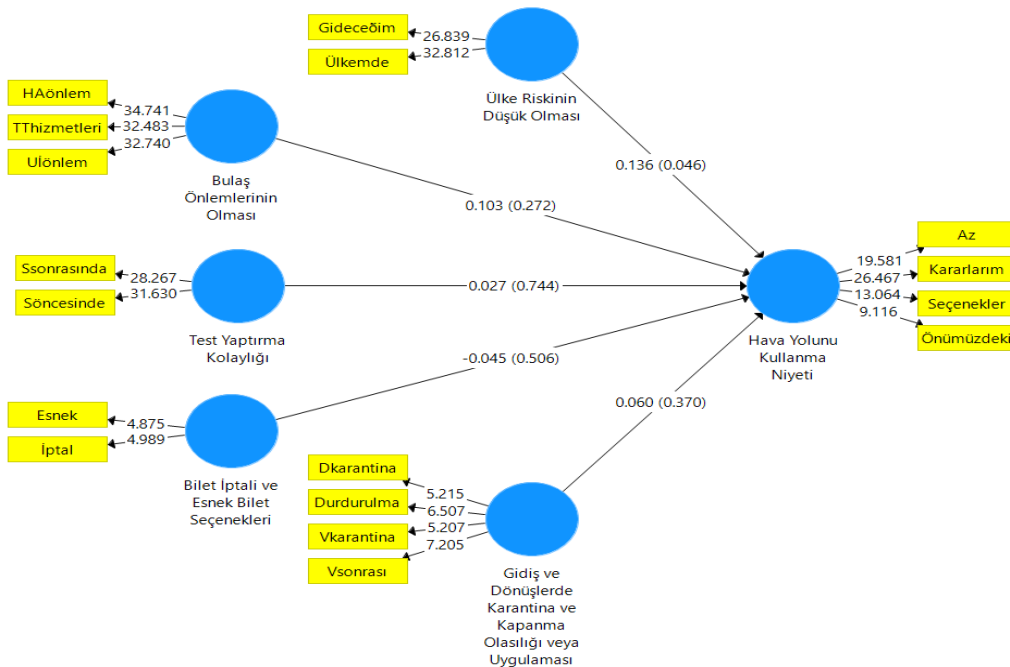 Gideceðim
26.839
Ülkemde
32.812
Ülke Riskinin
Düşük Olması
HAönlem
34.741
TThizmetleri
32.483
UİÖnlem
32.740
Bulaş
Önlemlerinin
Olması
0.136 (0.046)
0.103 (0.272)
Ssonrasında
28.267
Söncesinde
31.630
Test Yaptırma
Kolaylığı
0.027 (0.744)
Az
19.581
Kararlarım
26.467
Seçenekler
13.064
Önümüzdeki
9.116
Hava Yolunu
Kullanma
Niyeti
-0.045 (0.506)
Esnek
4.875
İptal
4.989
Bilet İptali ve
Esnek Bilet
Seçenekleri
0.060 (0.370)
Dkarantina
5.215
Durdurulma
6.507
Vkarantina
5.207
Vsonrası
7.205
Gidiş ve
Dönüşlerde
Karantina ve
Kapanma
Olasılığı veya
Uygulaması